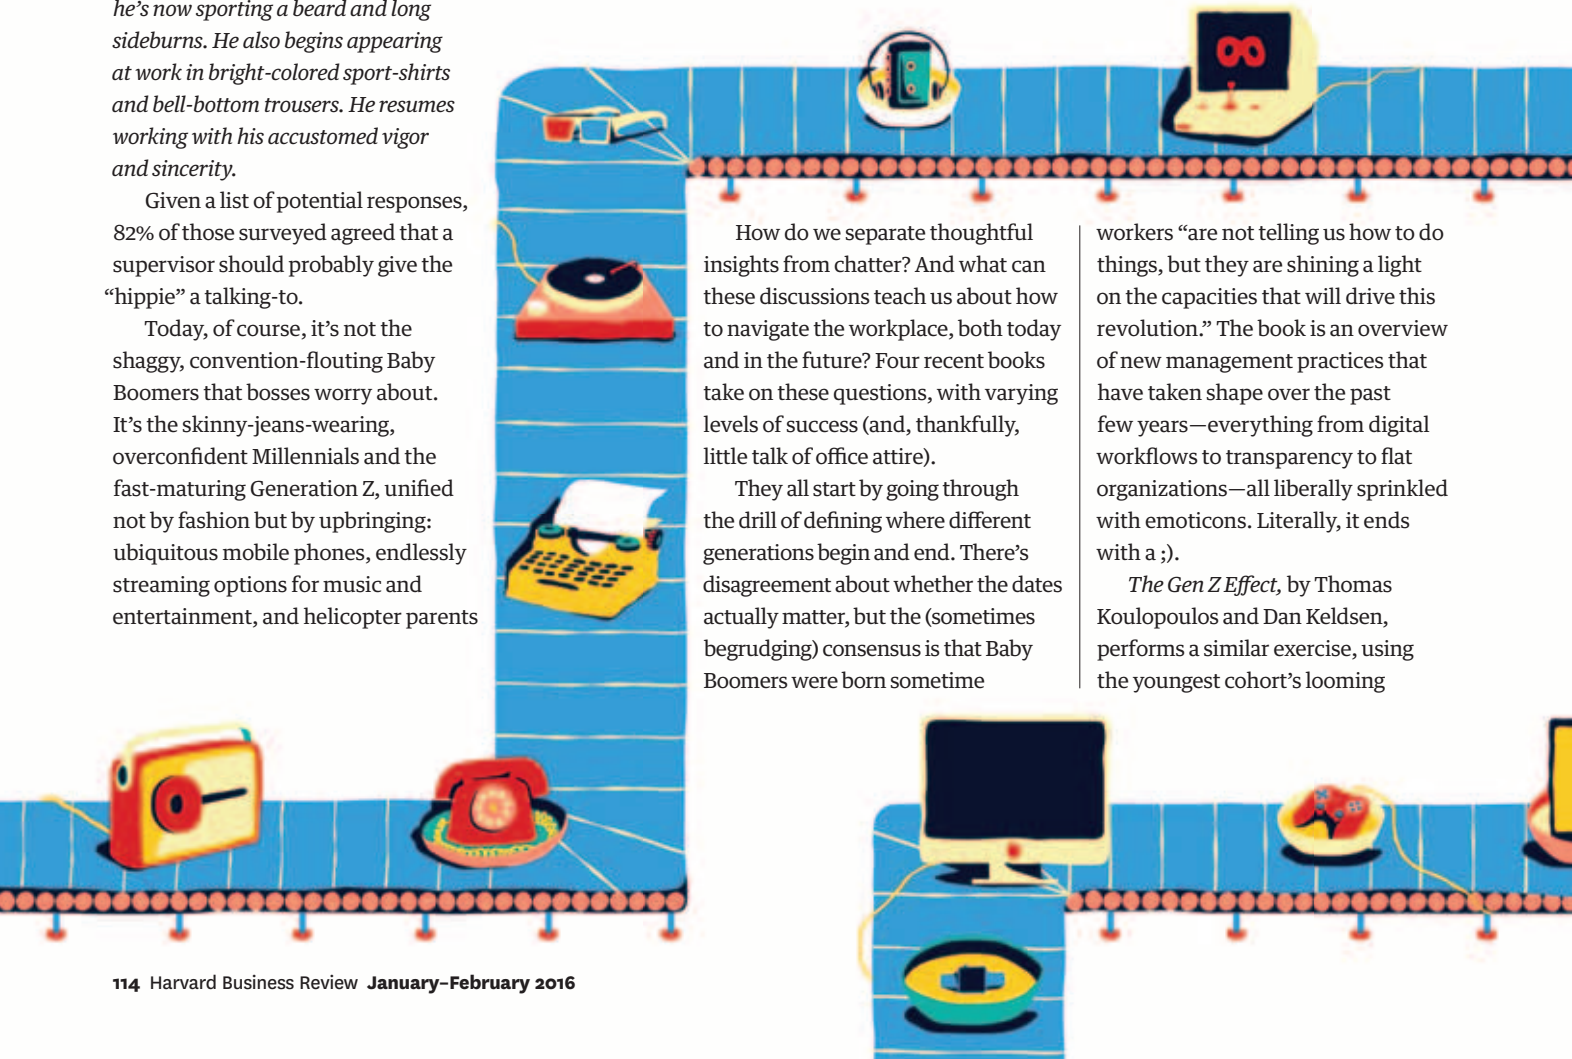 he's now sporting a beard and long
sideburns. He also begins appearing
at work in bright-colored sport-shirts
and bell-bottom trousers. He resumes
working with his accustomed vigor
and sincerity.
Given a list of potential responses,
82% of those surveyed agreed that a
supervisor should probably give the
“hippie” a talking-to.
Today, of course, it’s not the
shaggy, convention-flouting Baby
Boomers that bosses worry about.
It’s the skinny-jeans-wearing,
overconfident Millennials and the
fast-maturing Generation Z, unified
not by fashion but by upbringing:
ubiquitous mobile phones, endlessly
streaming options for music and
entertainment, and helicopter parents
How do we separate thoughtful
insights from chatter? And what can
these discussions teach us about how
to navigate the workplace, both today
and in the future? Four recent books
take on these questions, with varying
levels of success (and, thankfully,
little talk of office attire).
They all start by going through
the drill of defining where different
generations begin and end. There’s
disagreement about whether the dates
actually matter, but the (sometimes
begrudging) consensus is that Baby
Boomers were born sometime
workers “are not telling us how to do
things, but they are shining a light
on the capacities that will drive this
revolution.” The book is an overview
of new management practices that
have taken shape over the past
few years—everything from digital
workflows to transparency to flat
organizations—all liberally sprinkled
with emoticons. Literally, it ends
with a ;).
The Gen Z Effect, by Thomas
Koulopoulos and Dan Keldsen,
performs a similar exercise, using
the youngest cohort’s looming
114 Harvard Business Review January–February 2016